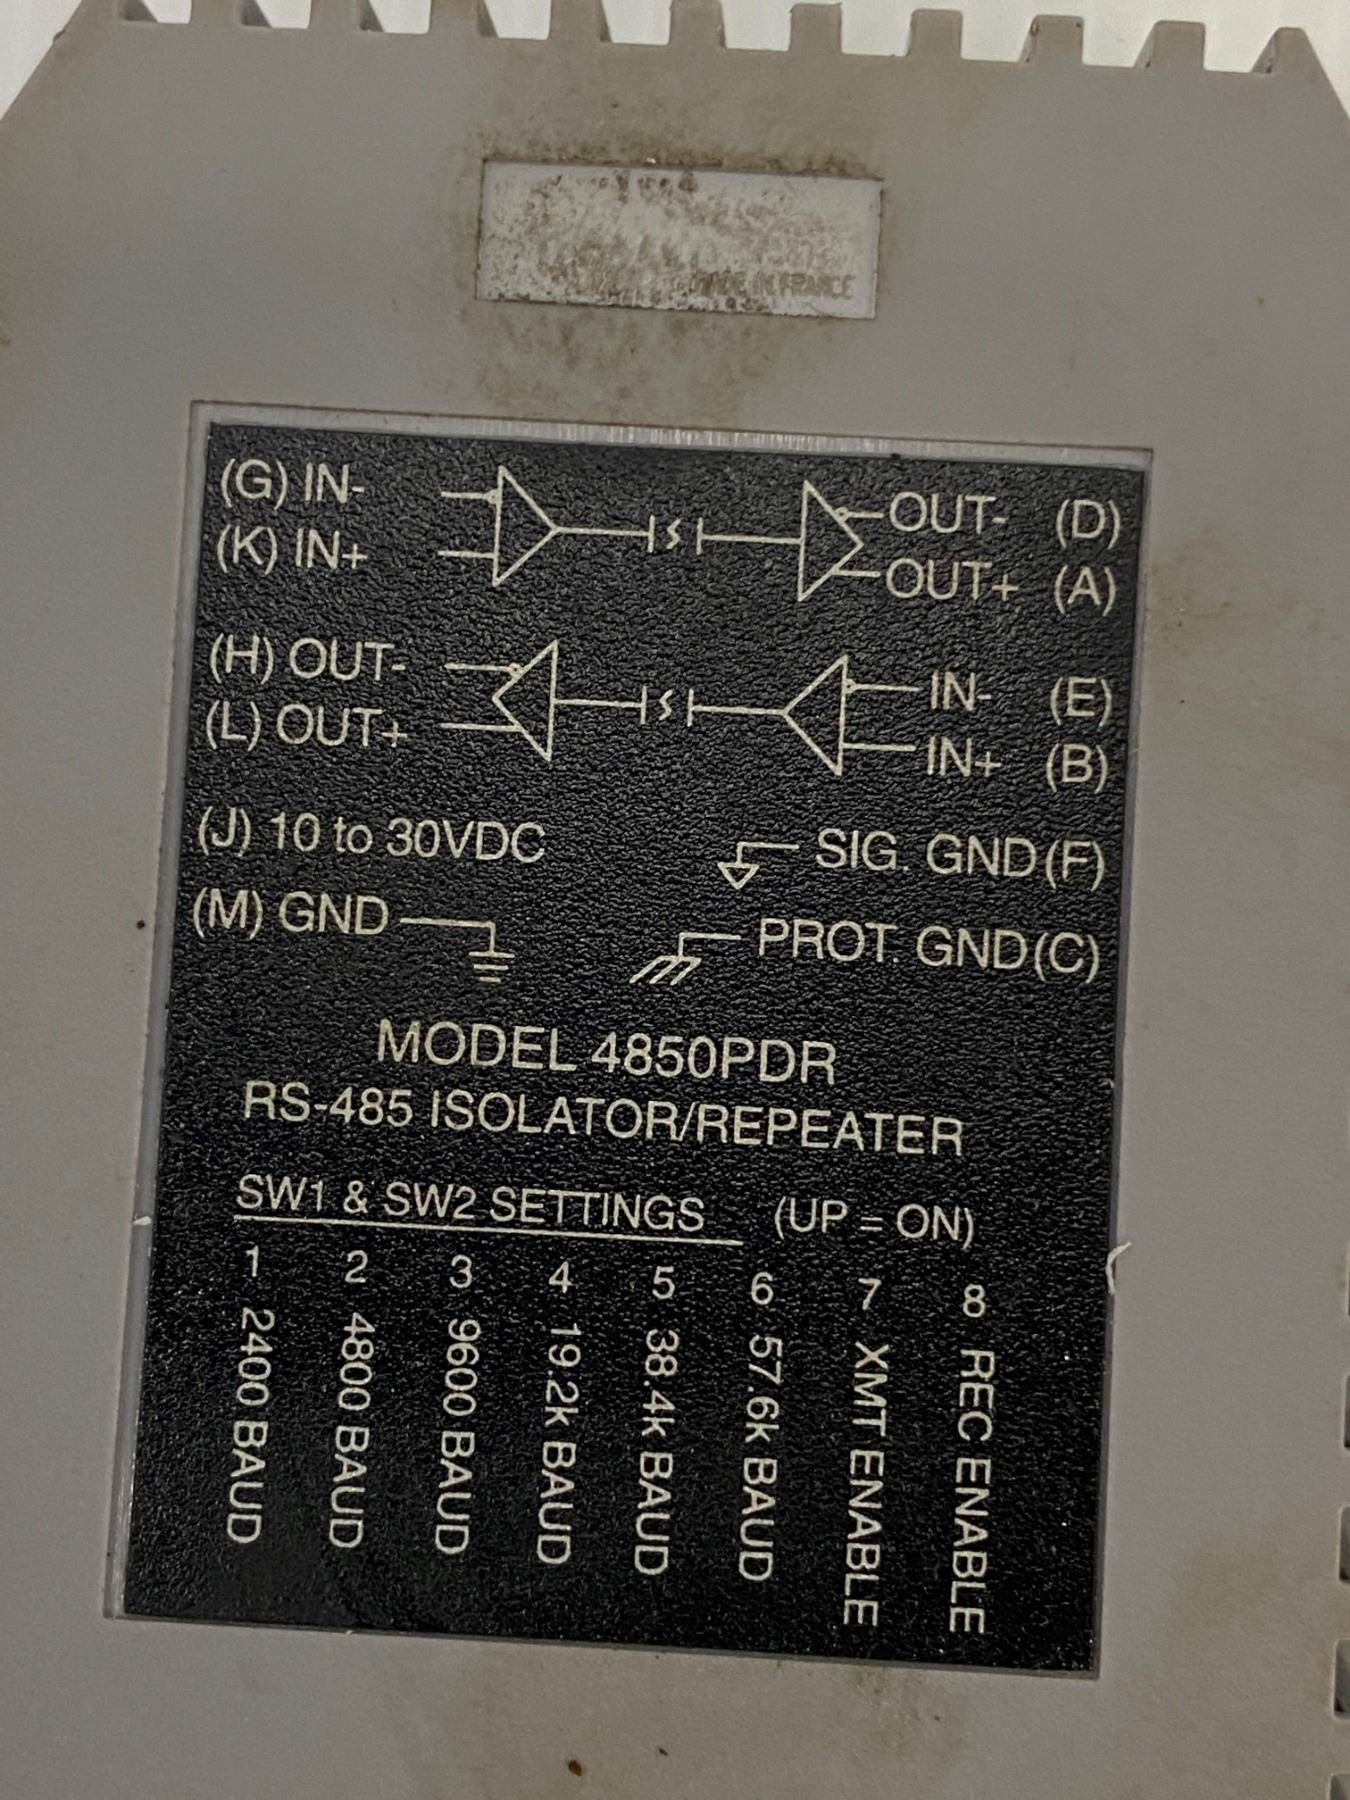 MADE IN FRANCE
(G) IN- OUT- (D)
(K) IN+ OUT+ (A)
(H) OUT- IN- (E)
(L) OUT+ IN+ (B)
(J) 10 to 30VDC SIG. GND(F)
(M) GND PROT. GND(C)
MODEL 4850PDR
RS-485 ISOLATOR/REPEATER
SW1 & SW2 SETTINGS (UP = ON)
1 2400 BAUD
2 4800 BAUD
3 9600 BAUD
4 19.2k BAUD
5 38.4k BAUD
6 57.6k BAUD
7 XMT ENABLE
8 REC ENABLE